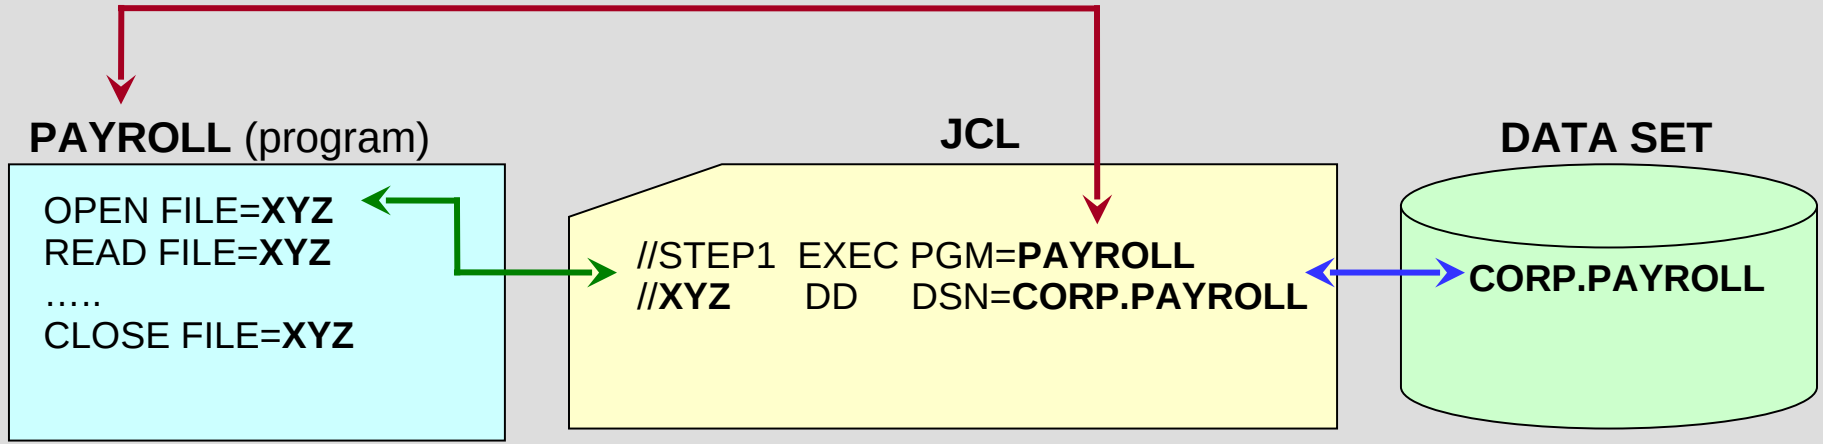 PAYROLL (program)
OPEN FILE=XYZ
READ FILE=XYZ
…..
CLOSE FILE=XYZ
JCL
//STEP1 EXEC PGM=PAYROLL
//XYZ DD DSN=CORP.PAYROLL
DATA SET
CORP.PAYROLL